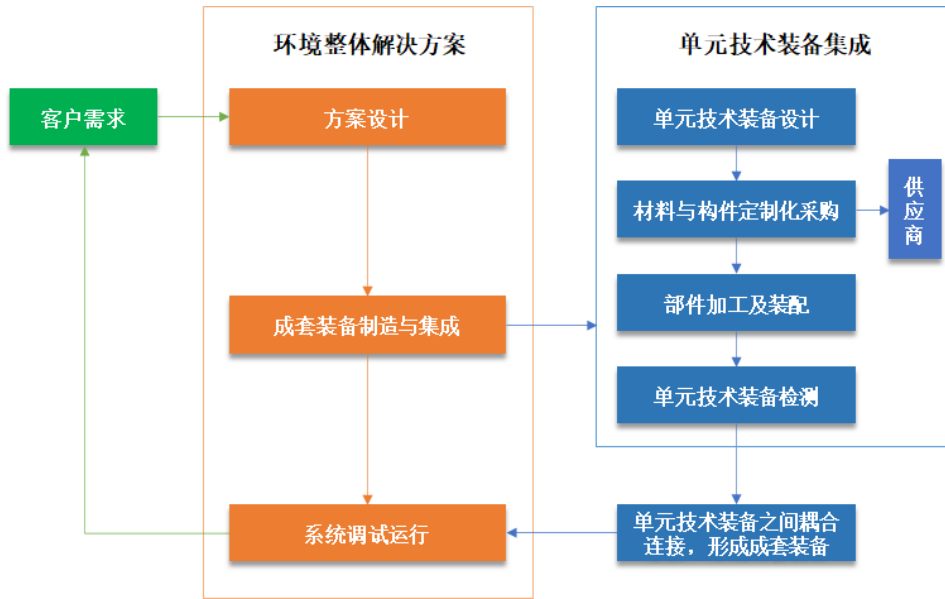 环境整体解决方案
单元技术装备集成
客户需求
方案设计
单元技术装备设计
材料与构件定制化采购
供
应
商
部件加工及装配
成套装备制造与集成
单元技术装备检测
系统调试运行
单元技术装备之间耦合
连接，形成成套装备